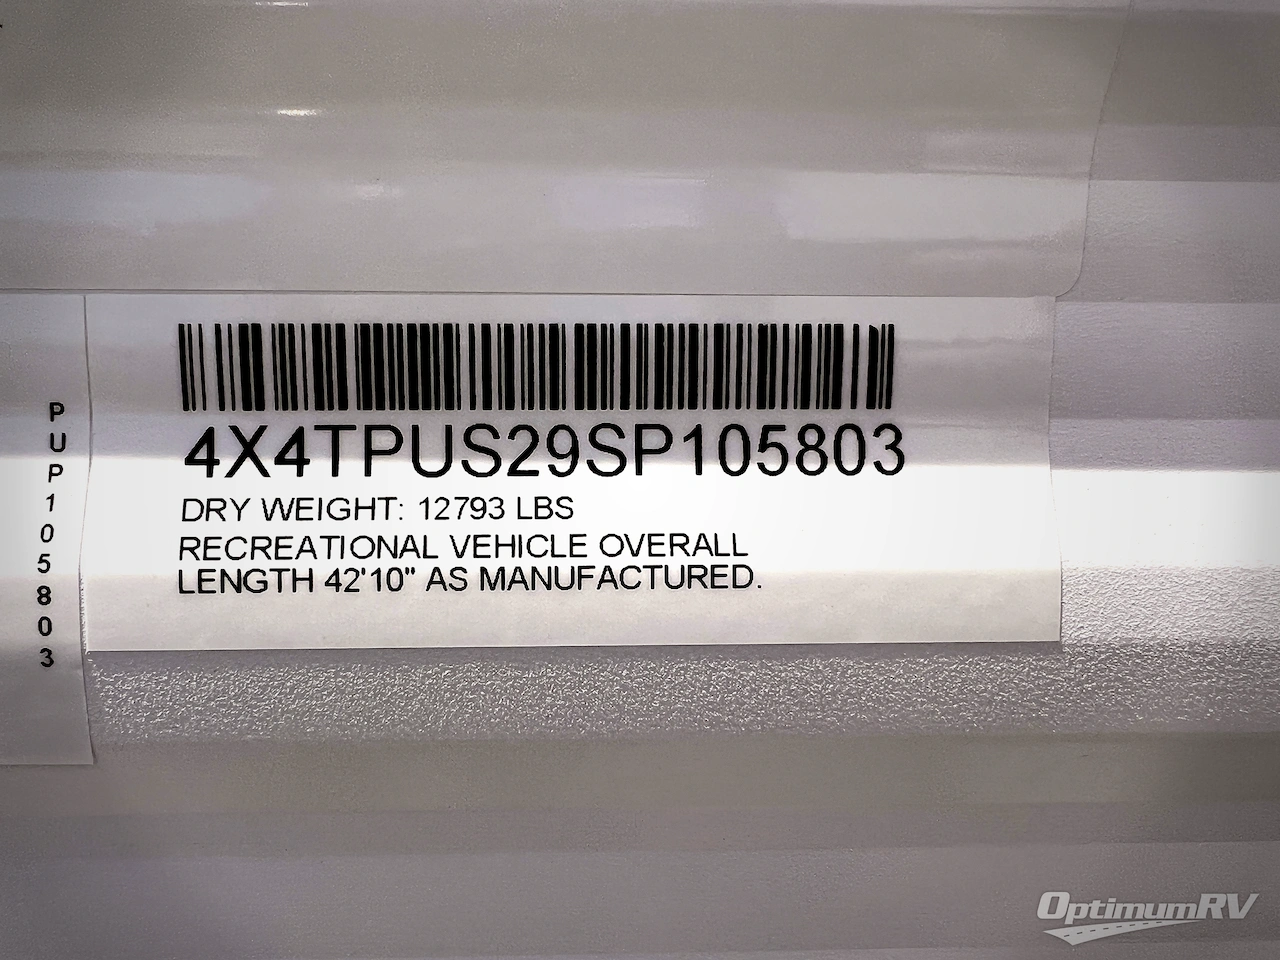 4X4TPUS29SP105803
DRY WEIGHT: 12793 LBS
RECREATIONAL VEHICLE OVERALL
LENGTH 42'10" AS MANUFACTURED.
PUP105803
OptimumRV